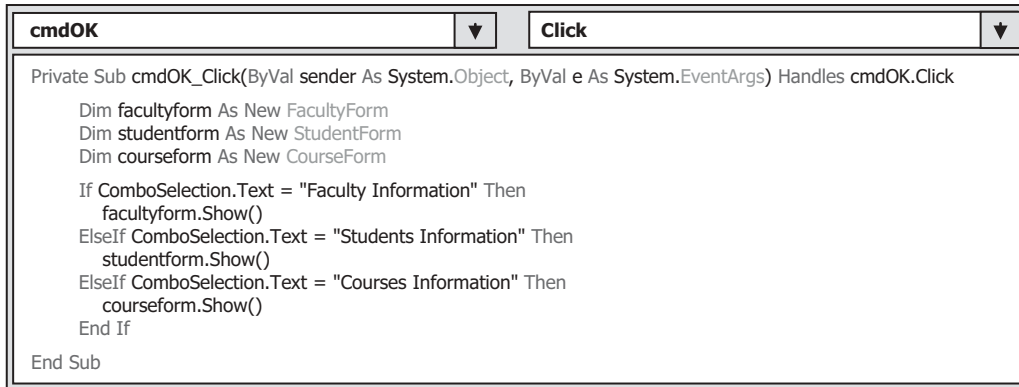 cmdOK
Click
Private Sub cmdOK_Click(ByVal sender As System.Object, ByVal e As System.EventArgs) Handles cmdOK.Click
Dim facultyform As New FacultyForm
Dim studentform As New StudentForm
Dim courseform As New CourseForm
If ComboSelection.Text = "Faculty Information" Then
facultyform.Show()
ElseIf ComboSelection.Text = "Students Information" Then
studentform.Show()
ElseIf ComboSelection.Text = "Courses Information" Then
courseform.Show()
End If
End Sub